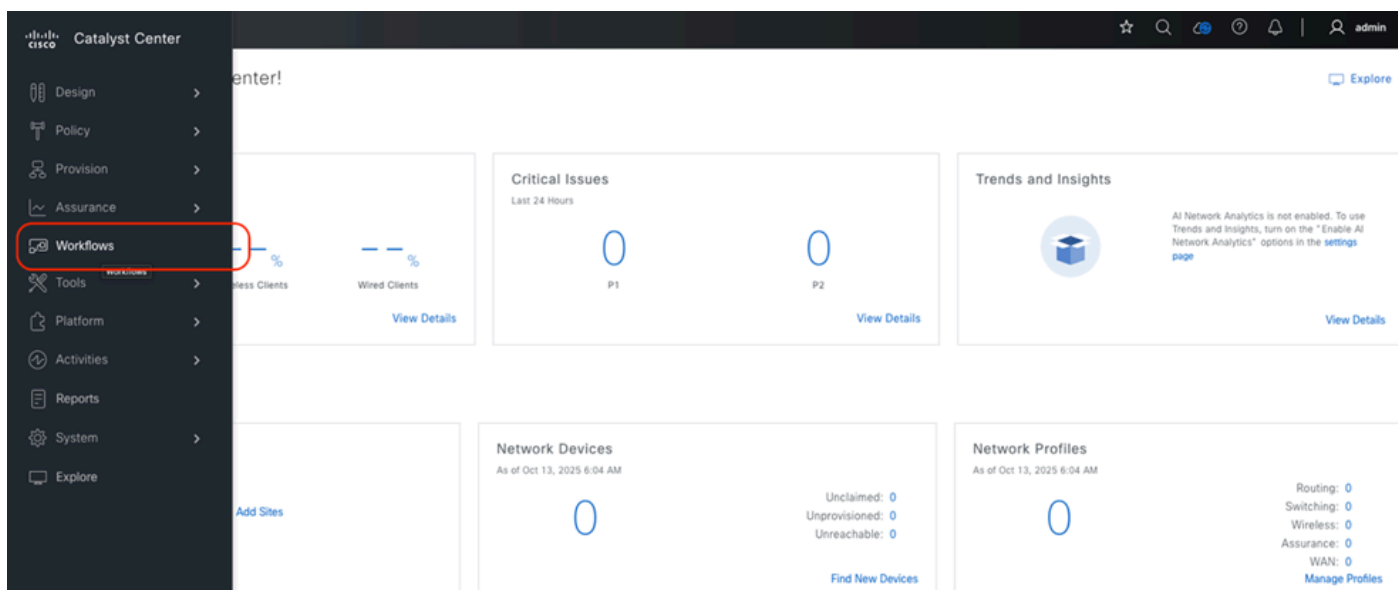 cisco
Catalyst Center
admin
Design
Policy
Provision
Assurance
Workflows
Workflows
Tools
Platform
Activities
Reports
System
Explore
enter!
Explore
%
%
eless Clients
Wired Clients
View Details
Critical Issues
Last 24 Hours
0
0
P1
P2
View Details
Trends and Insights
AI Network Analytics is not enabled. To use
Trends and Insights, turn on the "Enable AI
Network Analytics" options in the settings
page
View Details
Add Sites
Network Devices
As of Oct 13, 2025 6:04 AM
0
Unclaimed: 0
Unprovisioned: 0
Unreachable: 0
Find New Devices
Network Profiles
As of Oct 13, 2025 6:04 AM
0
Routing: 0
Switching: 0
Wireless: 0
Assurance: 0
WAN: 0
Manage Profiles